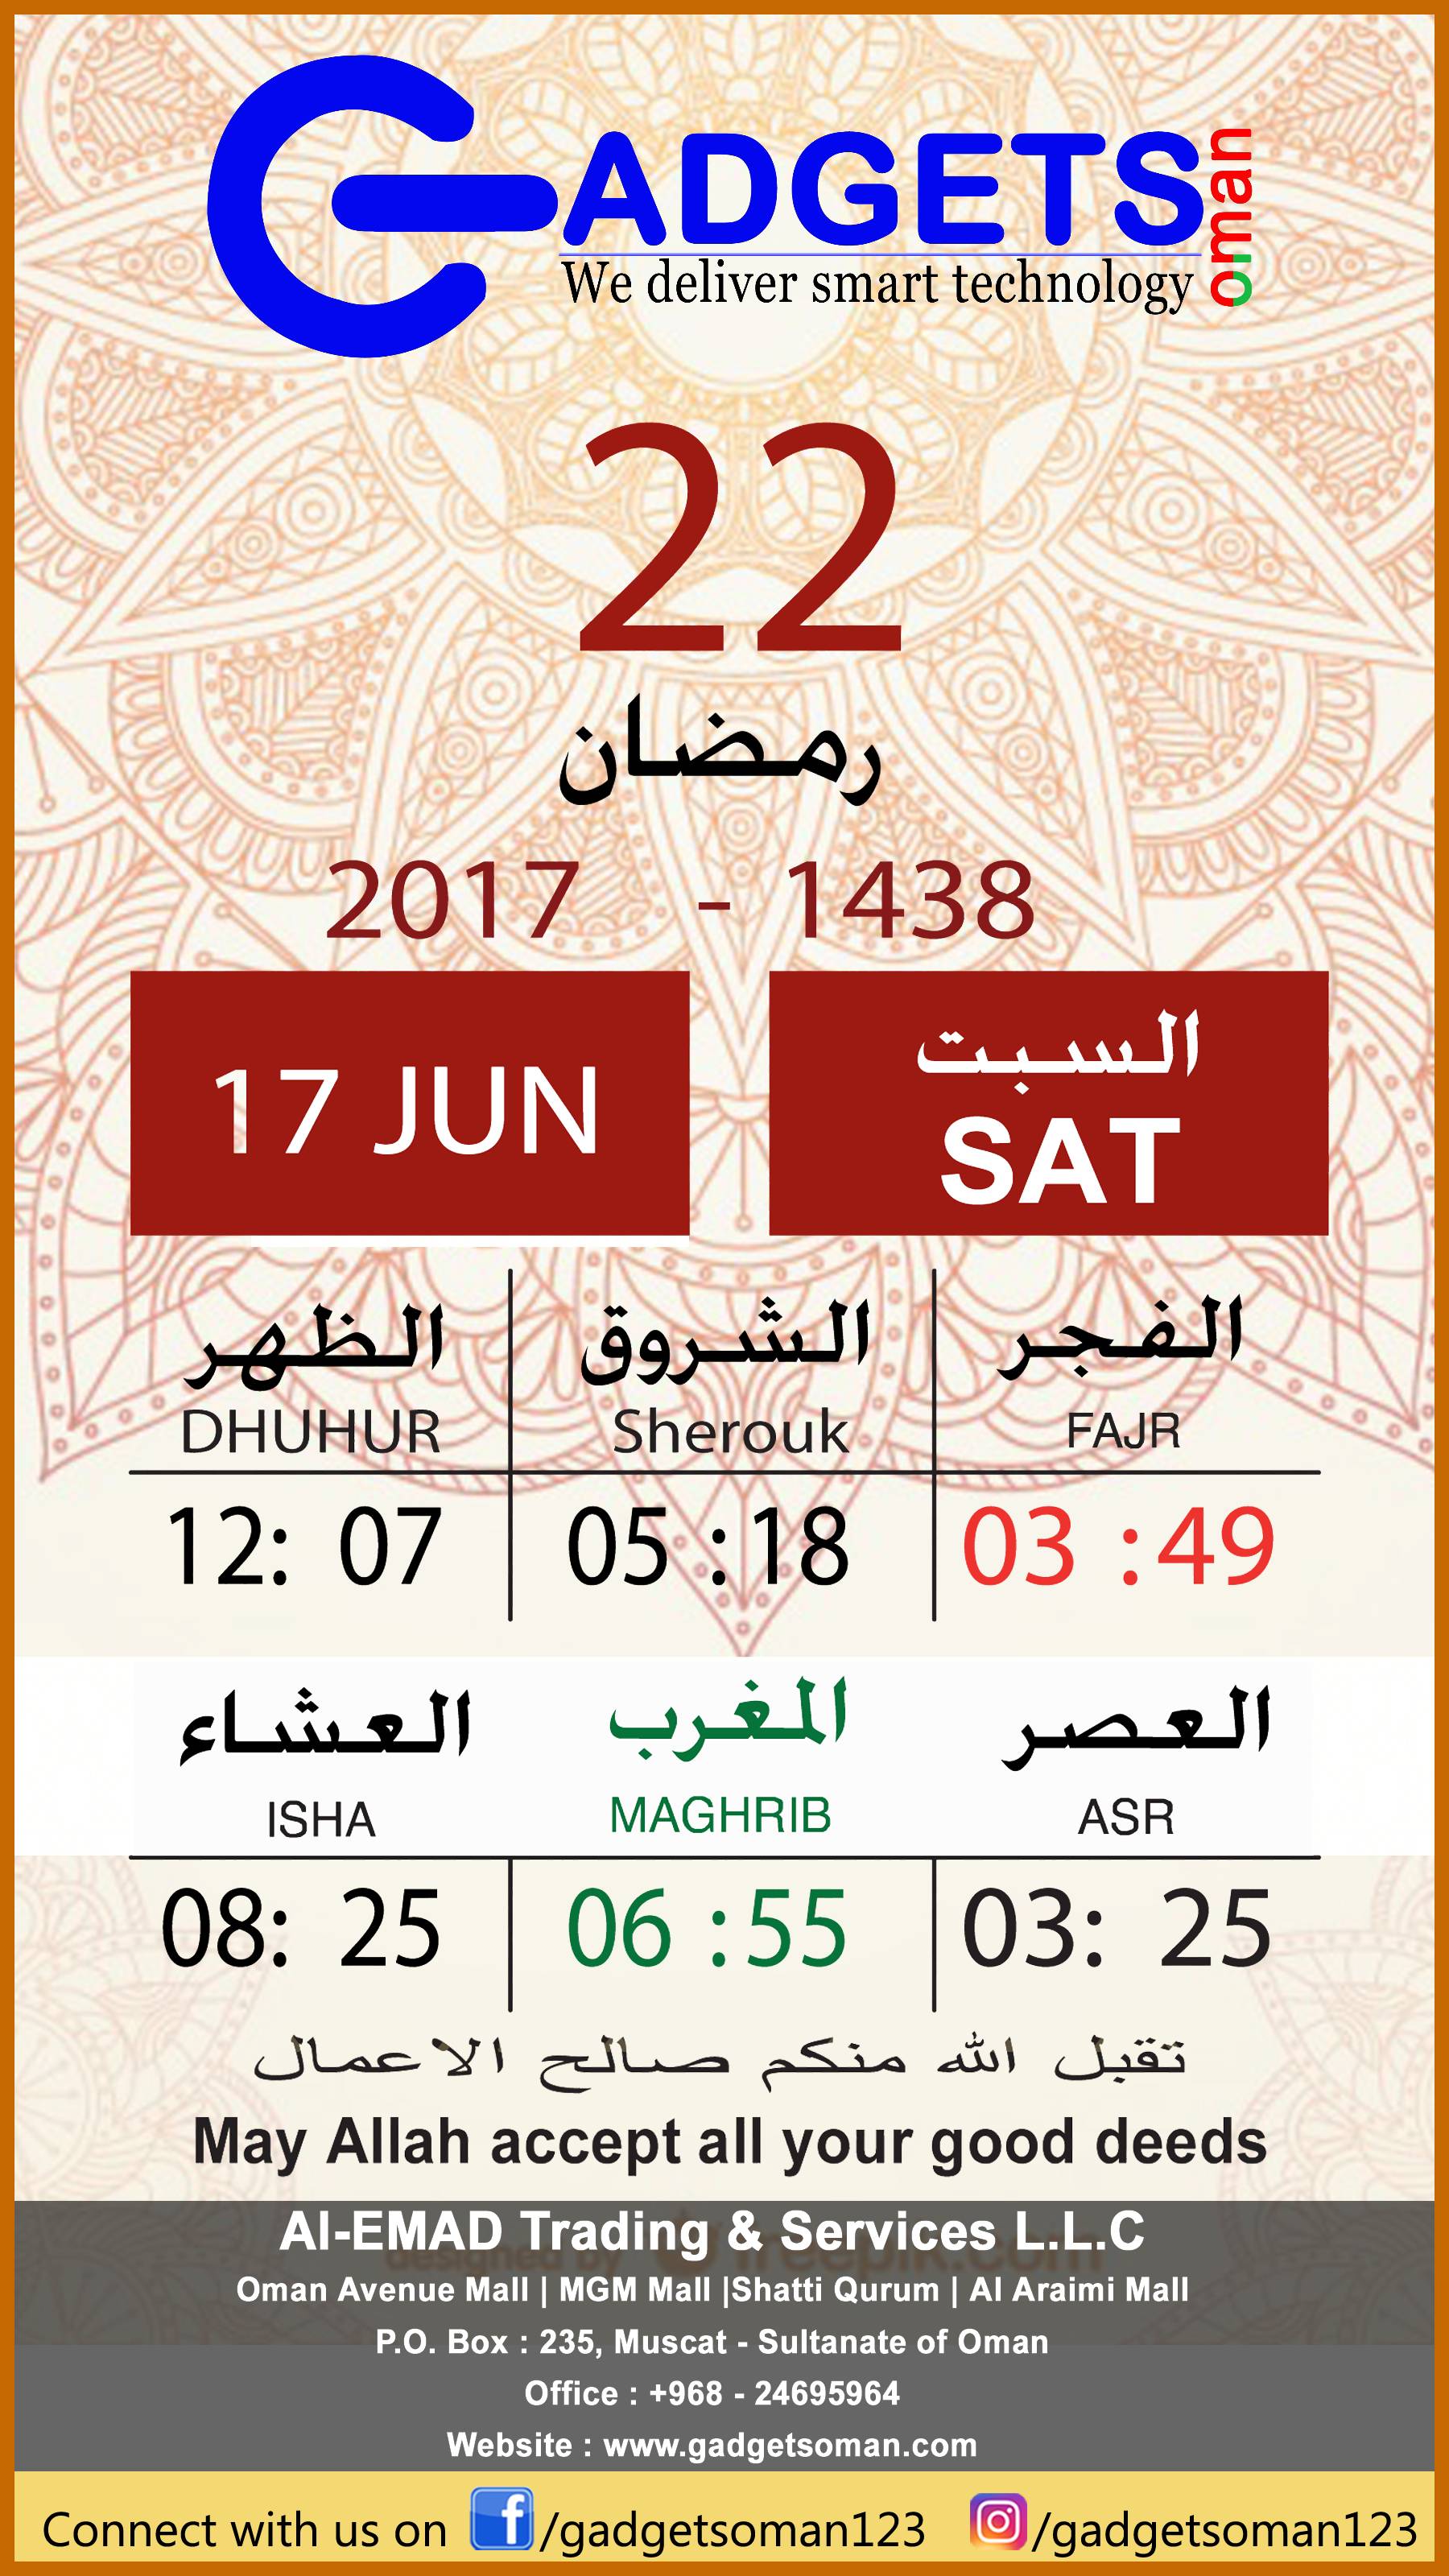 GADGETS oman
We deliver smart technology
22
رمضان
2017 - 1438
17 JUN
السبت
SAT
الظهر الشروق الفجر
DHUHUR Sherouk FAJR
12: 07 05 :18 03 :49
العشاء المغرب العصر
ISHA MAGHRIB ASR
08: 25 06 :55 03: 25
تقبل الله منكم صالح الاعمال
May Allah accept all your good deeds
Al-EMAD Trading & Services L.L.C
designed by freepik.com
Oman Avenue Mall | MGM Mall |Shatti Qurum | Al Araimi Mall
P.O. Box : 235, Muscat - Sultanate of Oman
Office : +968 - 24695964
Website : www.gadgetsoman.com
Connect with us on f/gadgetsoman123 /gadgetsoman123